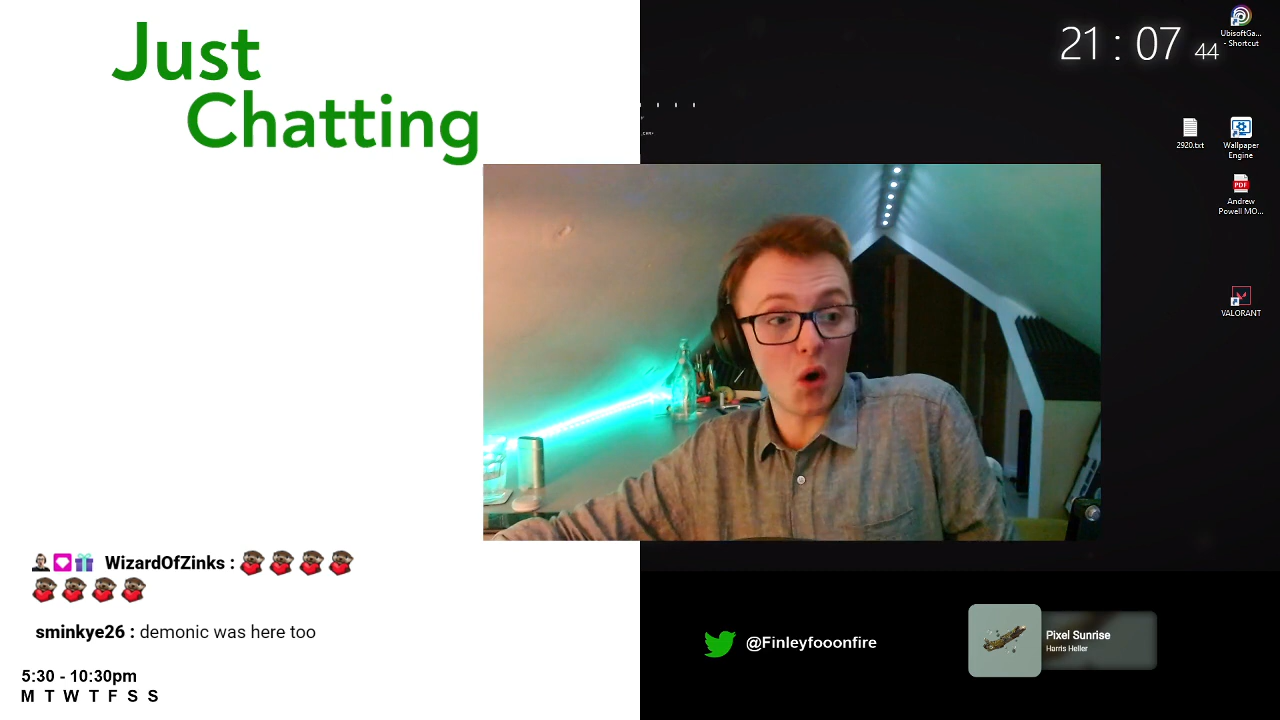 Just
Chatting
21 : 07 44
UbisoftGa...
- Shortcut
2920.txt
Wallpaper
Engine
PDF
Andrew
Powell MO...
VALORANT
WizardOfZinks :
sminkye26 : demonic was here too
5:30 - 10:30pm
M T W T F S S
@Finleyfooonfire
Pixel Sunrise
Harris Heller